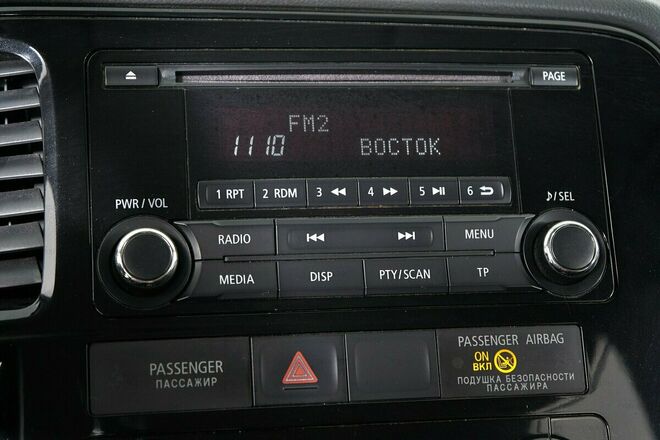 PAGE
FM2
1110 ВОСТОК
1 RPT 2 RDM 3 4 5 6
PWR / VOL
♪/SEL
RADIO MENU
MEDIA DISP PTY/SCAN TP
PASSENGER
ПАССАЖИР
PASSENGER AIRBAG
ON
ВКЛ
ПОДУШКА БЕЗОПАСНОСТИ
ПАССАЖИРА